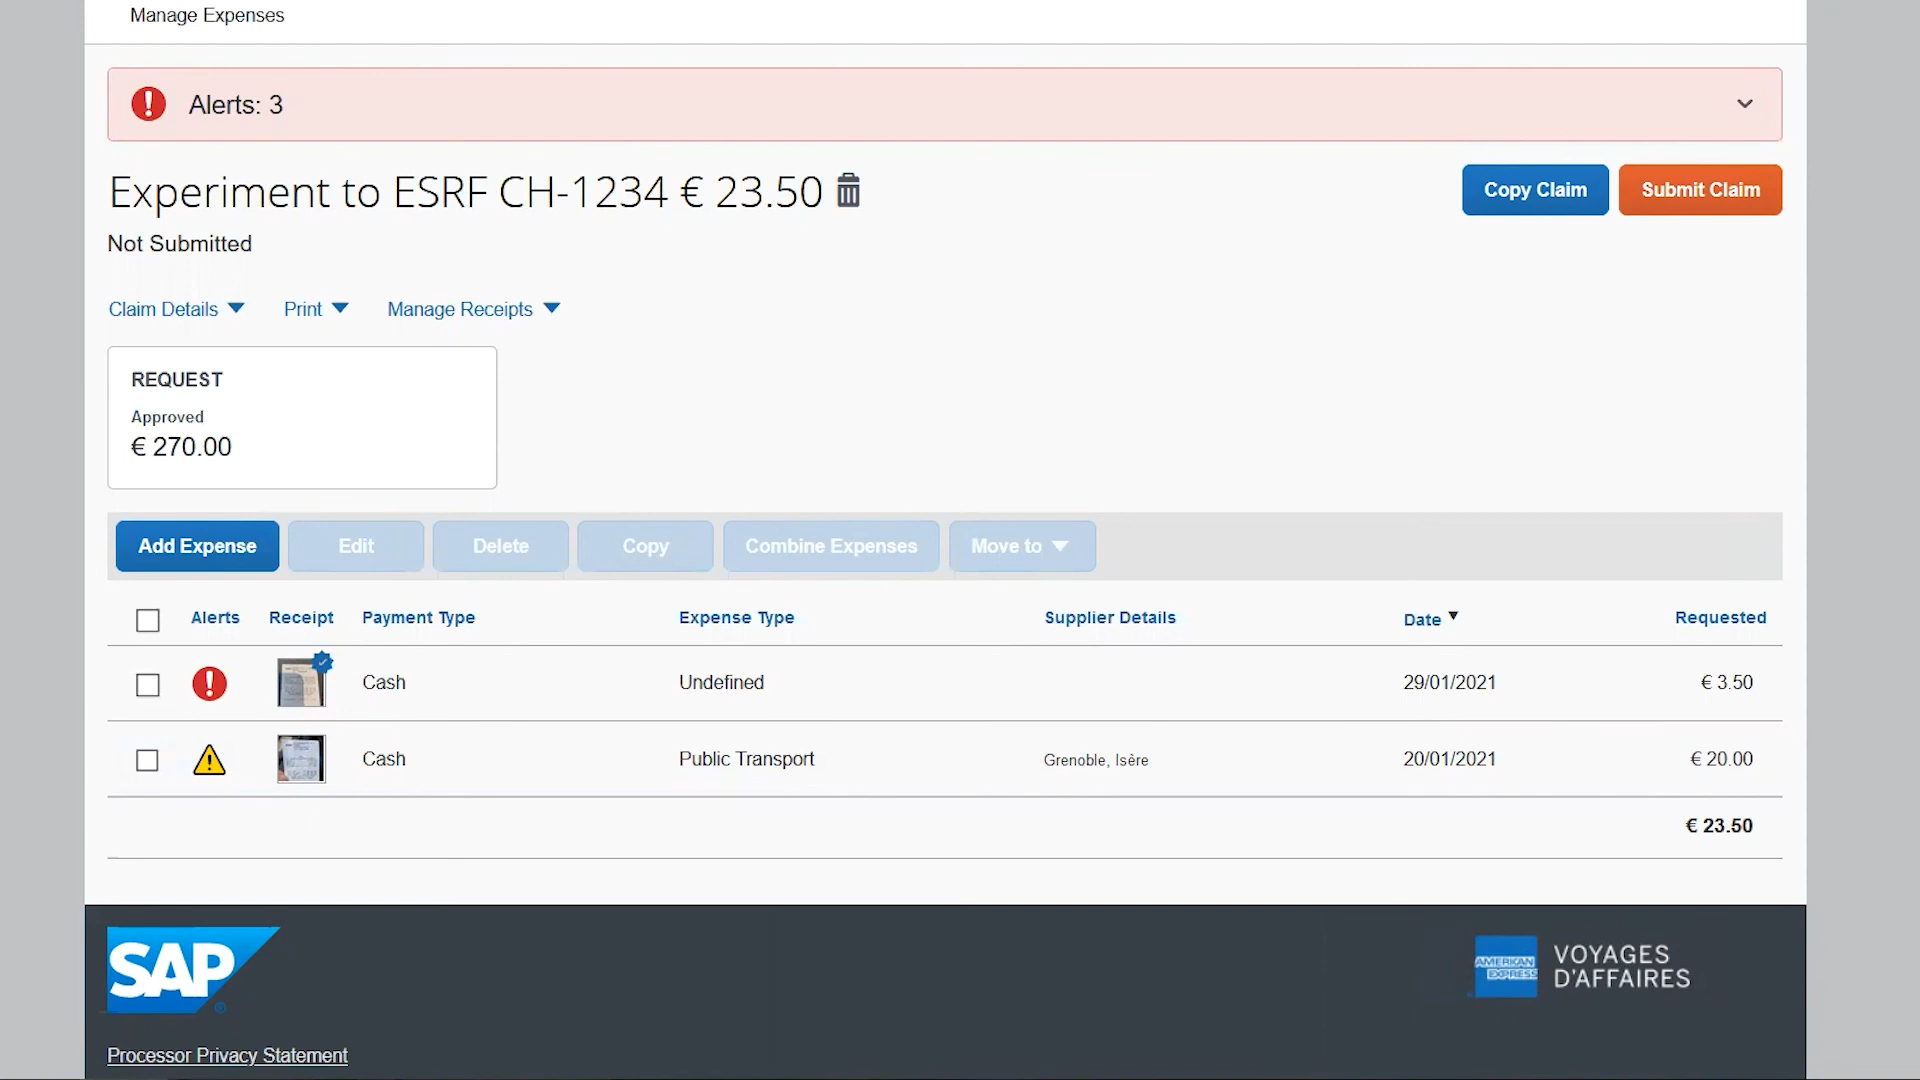 Manage Expenses
Alerts: 3
Experiment to ESRF CH-1234 € 23.50
Copy Claim
Submit Claim
Not Submitted
Claim Details
Print
Manage Receipts
REQUEST
Approved
€ 270.00
Add Expense
Edit
Delete
Copy
Combine Expenses
Move to
Alerts
Receipt
Payment Type
Expense Type
Supplier Details
Date
Requested
Cash
Undefined
29/01/2021
€ 3.50
Cash
Public Transport
Grenoble, Isère
20/01/2021
€ 20.00
€ 23.50
SAP
AMERICAN
EXPRESS
VOYAGES
D'AFFAIRES
Processor Privacy Statement